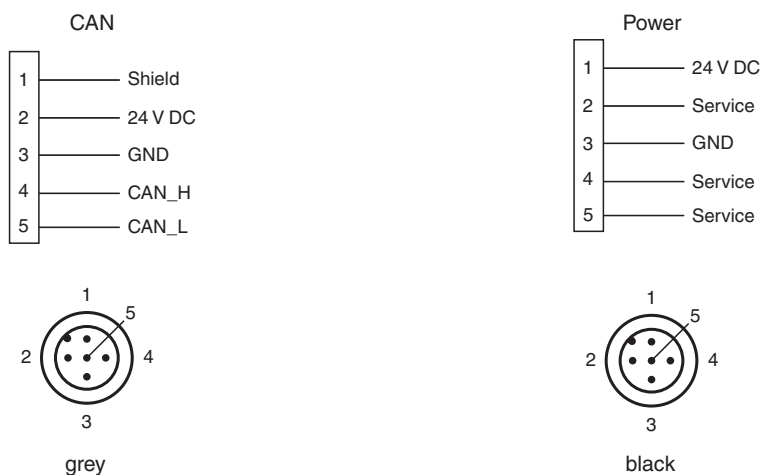 CAN
1 Shield
2 24 V DC
3 GND
4 CAN_H
5 CAN_L
1
5
2
4
3
grey
Power
1 24 V DC
2 Service
3 GND
4 Service
5 Service
1
5
2
4
3
black